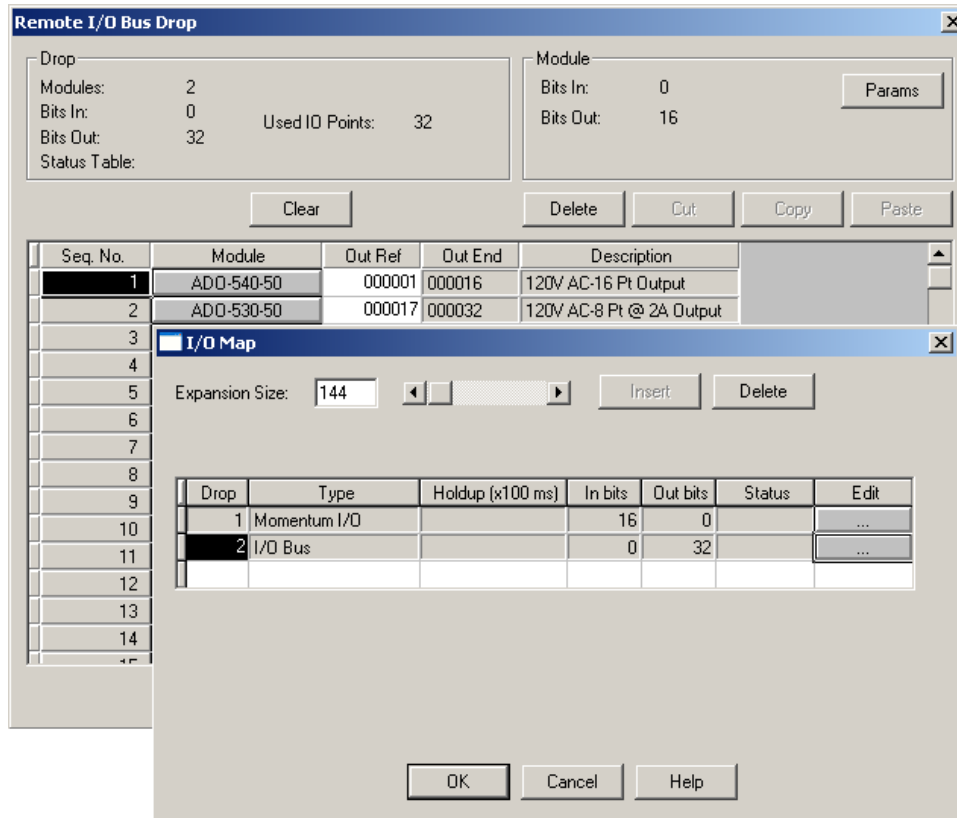 Remote I/O Bus Drop
Drop
Modules: 2
Bits In: 0
Bits Out: 32
Used IO Points: 32
Status Table:
Module
Bits In: 0
Bits Out: 16
Params
Clear
Delete
Cut
Copy
Paste
Seq. No. Module Out Ref Out End Description
1 ADO-540-50 000001 000016 120V AC-16 Pt Output
2 ADO-530-50 000017 000032 120V AC-8 Pt @ 2A Output
3
4
5
6
7
8
9
10
11
12
13
14
I/O Map
Expansion Size: 144
Insert
Delete
Drop Type Holdup (x100 ms) In bits Out bits Status Edit
1 Momentum I/O 16 0 ...
2 I/O Bus 0 32 ...
OK
Cancel
Help